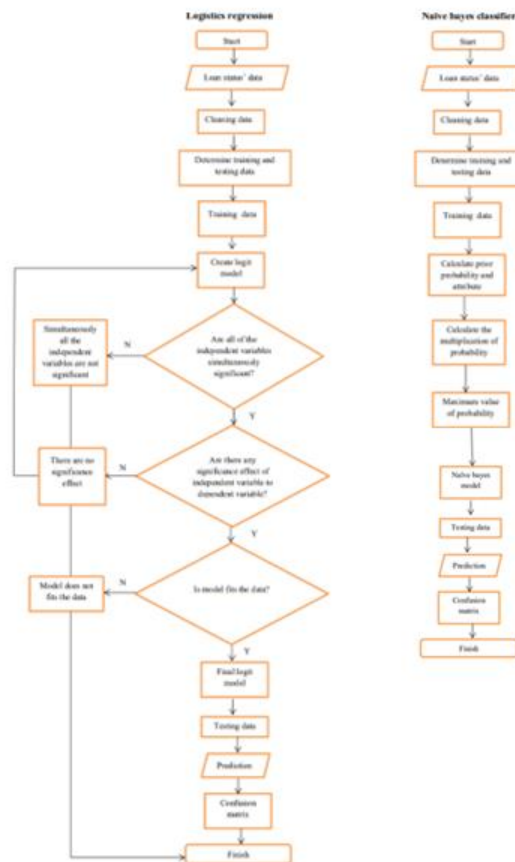 Logistics regression
Start
Loan status' data
Cleaning data
Determine training and
testing data
Training data
Create logit
model
Are all of the
independent variables
simultaneously
significant?
N
Simultaneously
all the
independent
variables are not
significant
Y
Are there any
significance effect of
independent variable to
dependent variable?
N
There are no
significance
effect
Y
Is model fits the data?
N
Model does not
fits the data
Y
Final logit
model
Testing data
Prediction
Confusion
matrix
Finish
Naïve bayes classifier
Start
Loan status' data
Cleaning data
Determine training and
testing data
Training data
Calculate prior
probability and
attribute
Calculate the
multiplication of
probability
Maximum value
of probability
Naïve bayes
model
Testing data
Prediction
Confusion
matrix
Finish